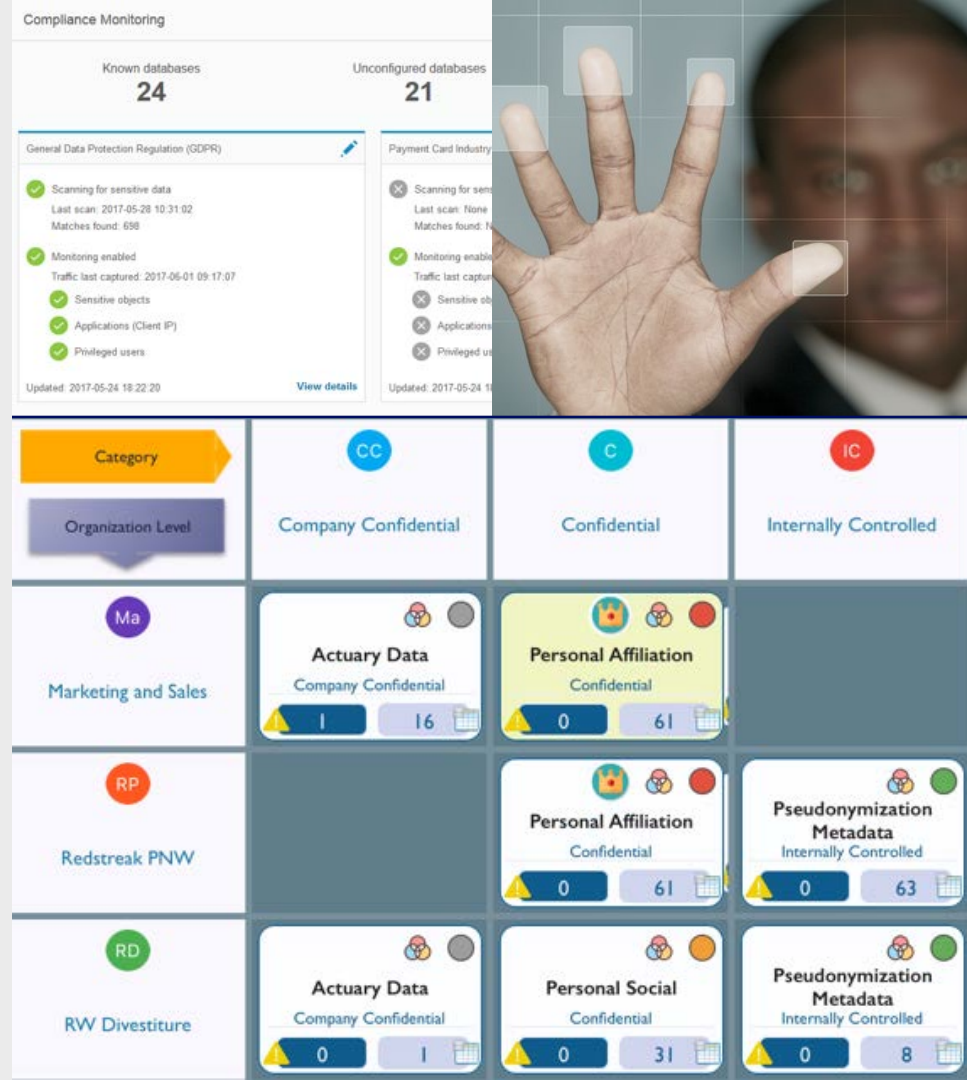 Compliance Monitoring
Known databases
24
Unconfigured databases
21
General Data Protection Regulation (GDPR)
Scanning for sensitive data
Last scan: 2017-05-28 10:31:02
Matches found: 698
Monitoring enabled
Traffic last captured: 2017-06-01 09:17:07
Sensitive objects
Applications (Client IP)
Privileged users
Updated: 2017-05-24 18:22:20
View details
Payment Card Industry
Scanning for sens
Last scan: None
Matches found: N
Monitoring enable
Traffic last captur
Sensitive ob
Applications
Privileged us
Updated: 2017-05-24 18
Category
Organization Level
CC
Company Confidential
C
Confidential
IC
Internally Controlled
Ma
Marketing and Sales
Actuary Data
Company Confidential
1 16
Personal Affiliation
Confidential
0 61
RP
Redstreak PNW
Personal Affiliation
Confidential
0 61
Pseudonymization
Metadata
Internally Controlled
0 63
RD
RW Divestiture
Actuary Data
Company Confidential
0 1
Personal Social
Confidential
0 31
Pseudonymization
Metadata
Internally Controlled
0 8